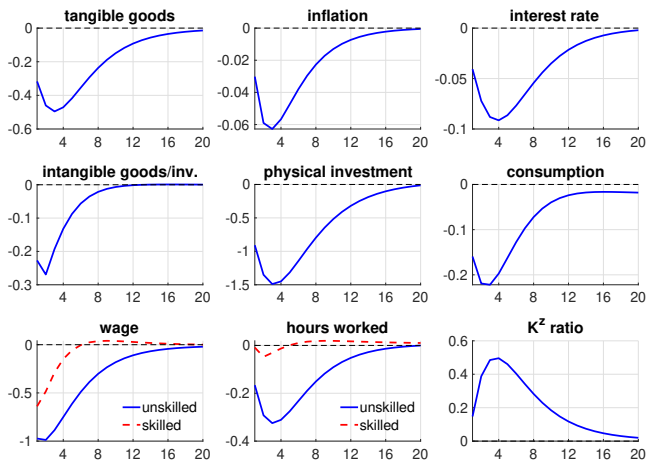 tangible goods
0
-0.2
-0.4
-0.6
4 8 12 16 20
inflation
0
-0.02
-0.04
-0.06
4 8 12 16 20
interest rate
0
-0.05
-0.1
4 8 12 16 20
intangible goods/inv.
0
-0.1
-0.2
-0.3
4 8 12 16 20
physical investment
0
-0.5
-1
-1.5
4 8 12 16 20
consumption
0
-0.1
-0.2
4 8 12 16 20
wage
0
-0.5
-1
unskilled
skilled
4 8 12 16 20
hours worked
0
-0.2
-0.4
unskilled
skilled
4 8 12 16 20
K^z ratio
0.6
0.4
0.2
0
4 8 12 16 20